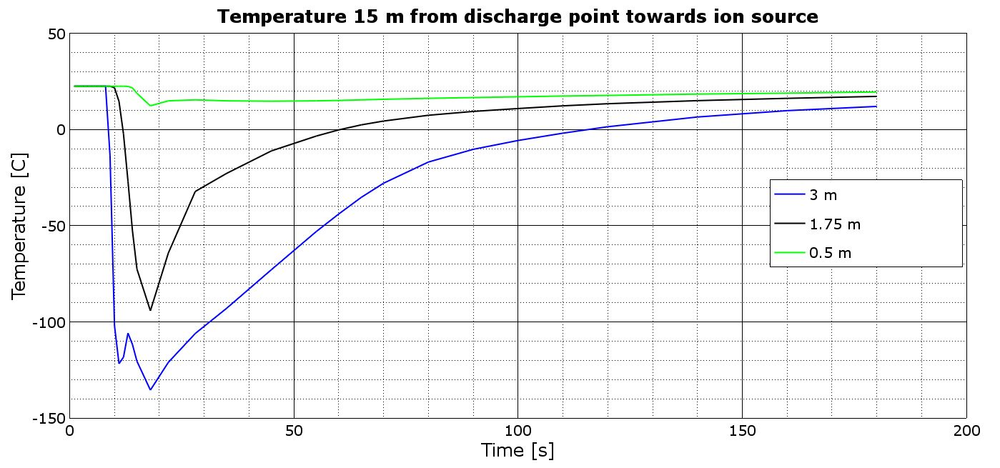 Temperature 15 m from discharge point towards ion source
50
0
-50
-100
-150
Temperature [C]
3 m
1.75 m
0.5 m
0 50 100 150 200
Time [s]